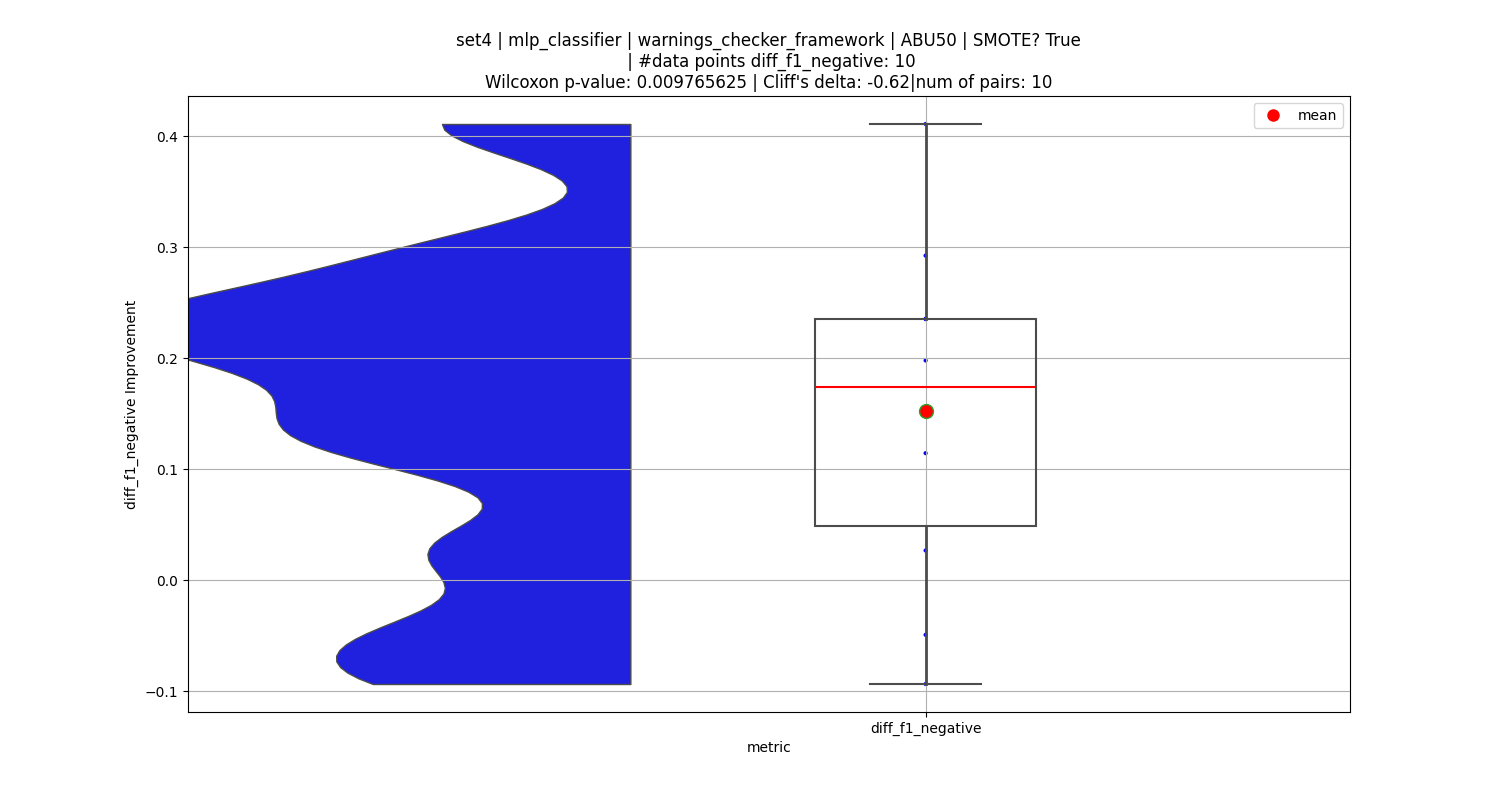 set4 | mlp_classifier | warnings_checker_framework | ABU50 | SMOTE? True
| #data points diff_f1_negative: 10
Wilcoxon p-value: 0.009765625 | Cliff's delta: -0.62|num of pairs: 10
mean
0.4
0.3
0.2
0.1
0.0
−0.1
diff_f1_negative Improvement
diff_f1_negative
metric